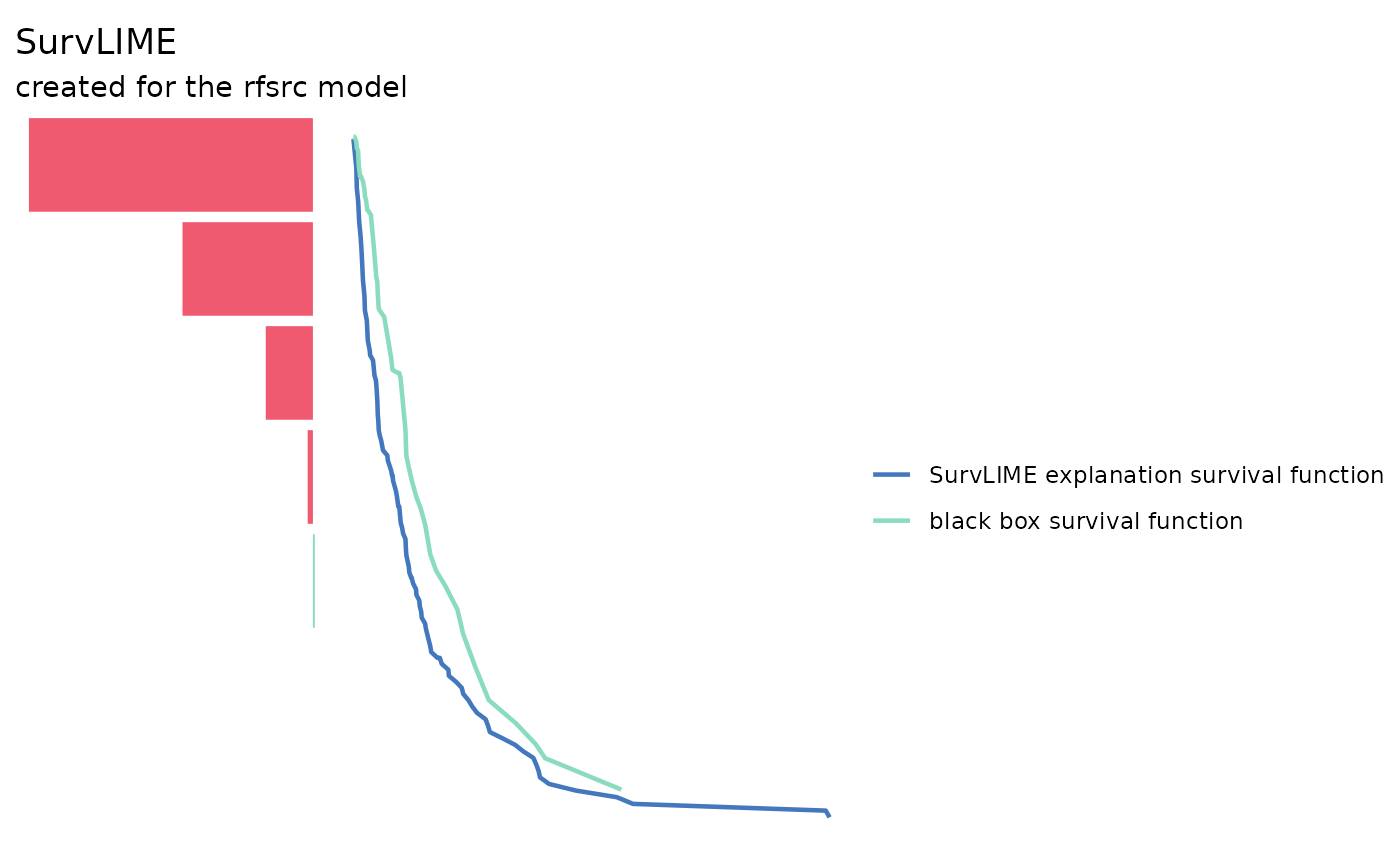 SurvLIME
created for the rfsrc model
SurvLIME explanation survival function
black box survival function